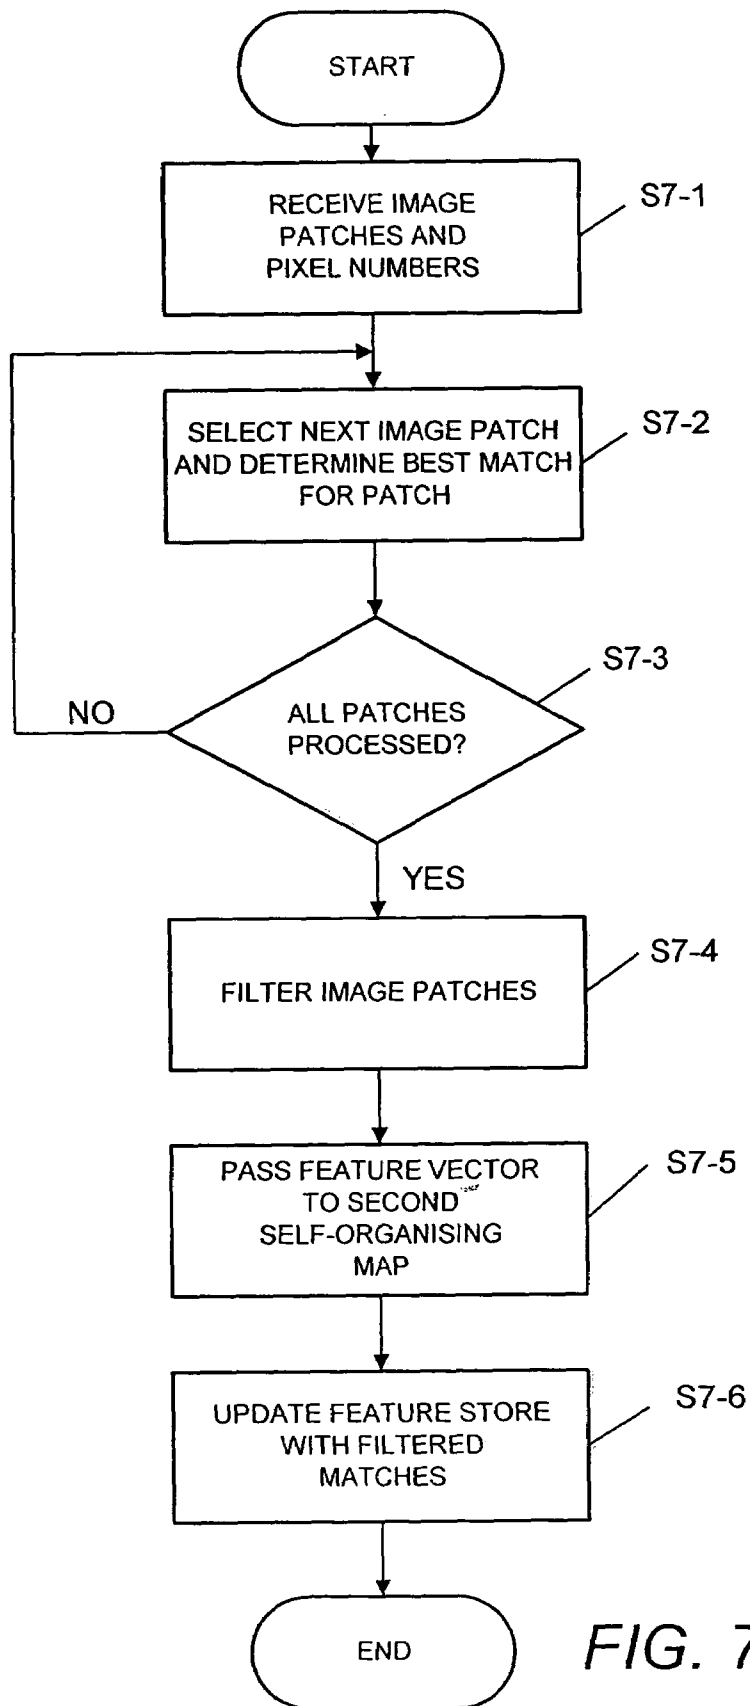 START
RECEIVE IMAGE
PATCHES AND
PIXEL NUMBERS
S7-1
SELECT NEXT IMAGE PATCH
AND DETERMINE BEST MATCH
FOR PATCH
S7-2
ALL PATCHES
PROCESSED?
S7-3
NO
YES
FILTER IMAGE PATCHES
S7-4
PASS FEATURE VECTOR
TO SECOND
SELF-ORGANISING
MAP
S7-5
UPDATE FEATURE STORE
WITH FILTERED
MATCHES
S7-6
END
FIG. 7